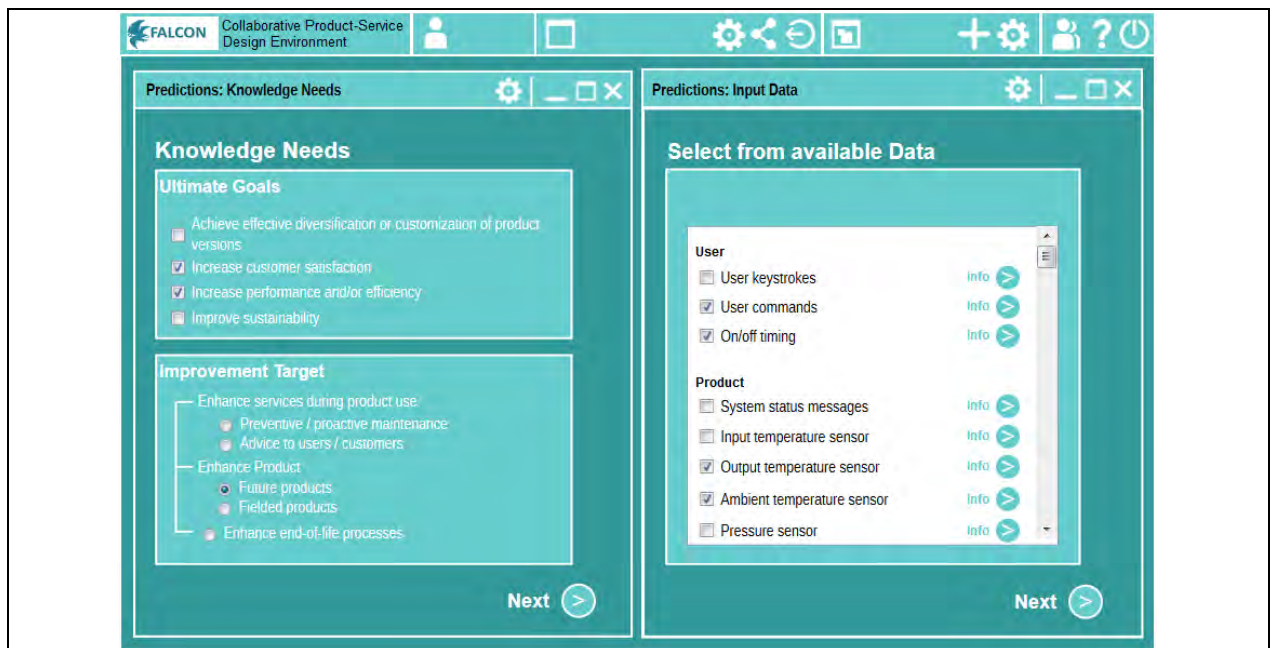 FALCON
Collaborative Product-Service
Design Environment
?
Predictions: Knowledge Needs
Knowledge Needs
Ultimate Goals
Achieve effective diversification or customization of product
versions
Increase customer satisfaction
Increase performance and/or efficiency
Improve sustainability
Improvement Target
Enhance services during product use
Preventive / proactive maintenance
Advice to users / customers
Enhance Product
Future products
Fielded products
Enhance end-of-life processes
Next >
Predictions: Input Data
Select from available Data
User
User keystrokes Info >
User commands Info >
On/off timing Info >
Product
System status messages Info >
Input temperature sensor Info >
Output temperature sensor Info >
Ambient temperature sensor Info >
Pressure sensor Info >
Next >